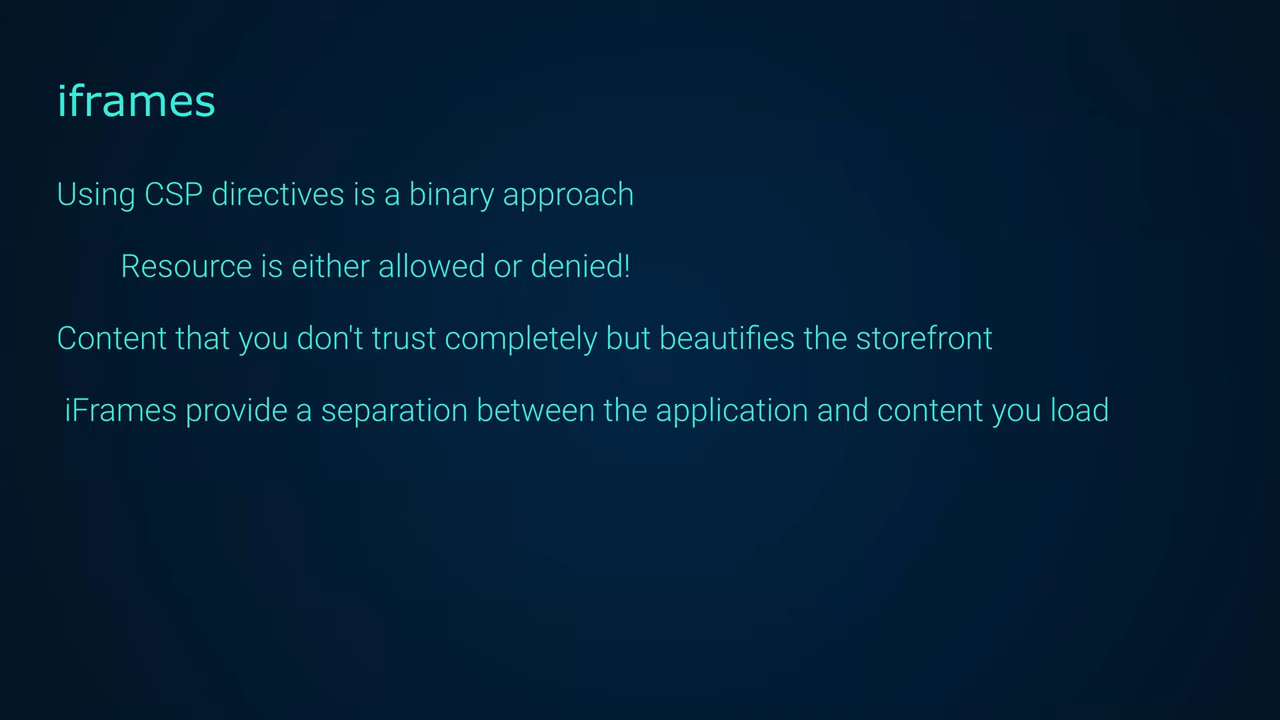 iframes
Using CSP directives is a binary approach
Resource is either allowed or denied!
Content that you don't trust completely but beautifies the storefront
iFrames provide a separation between the application and content you load